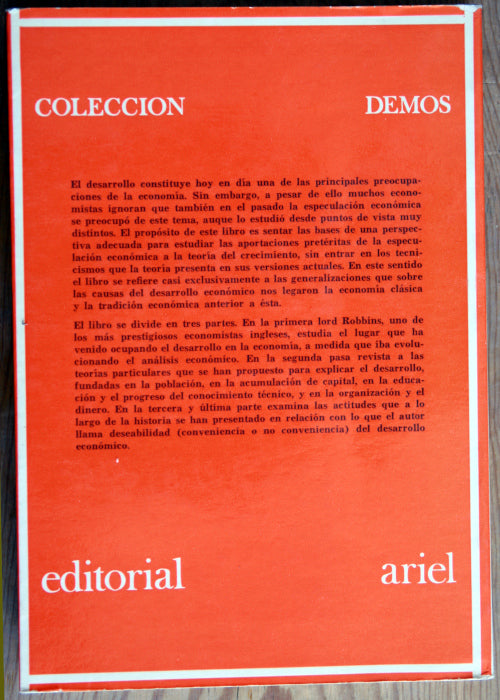 COLECCION DEMOS
El desarrollo constituye hoy en día una de las principales preocupa-
ciones de la economía. Sin embargo, a pesar de ello muchos econo-
mistas ignoran que también en el pasado la especulación económica
se preocupó de este tema, auque lo estudió desde puntos de vista muy
distintos. El propósito de este libro es sentar las bases de una perspec-
tiva adecuada para estudiar las aportaciones pretéritas de la especu-
lación económica a la teoría del crecimiento, sin entrar en los tecni-
cismos que la teoría presenta en sus versiones actuales. En este sentido
el libro se refiere casi exclusivamente a las generalizaciones que sobre
las causas del desarrollo económico nos legaron la economía clásica
y la tradición económica anterior a ésta.
El libro se divide en tres partes. En la primera lord Robbins, uno de
los más prestigiosos economistas ingleses, estudia el lugar que ha
venido ocupando el desarrollo en la economía, a medida que iba evolu-
cionando el análisis económico. En la segunda pasa revista a las
teorías particulares que se han propuesto para explicar el desarrollo,
fundadas en la población, en la acumulación de capital, en la educa-
ción y el progreso del conocimiento técnico, y en la organización y el
dinero. En la tercera y última parte examina las actitudes que a lo
largo de la historia se han presentado en relación con lo que el autor
llama deseabilidad (conveniencia o no conveniencia) del desarrollo
económico.
editorial ariel